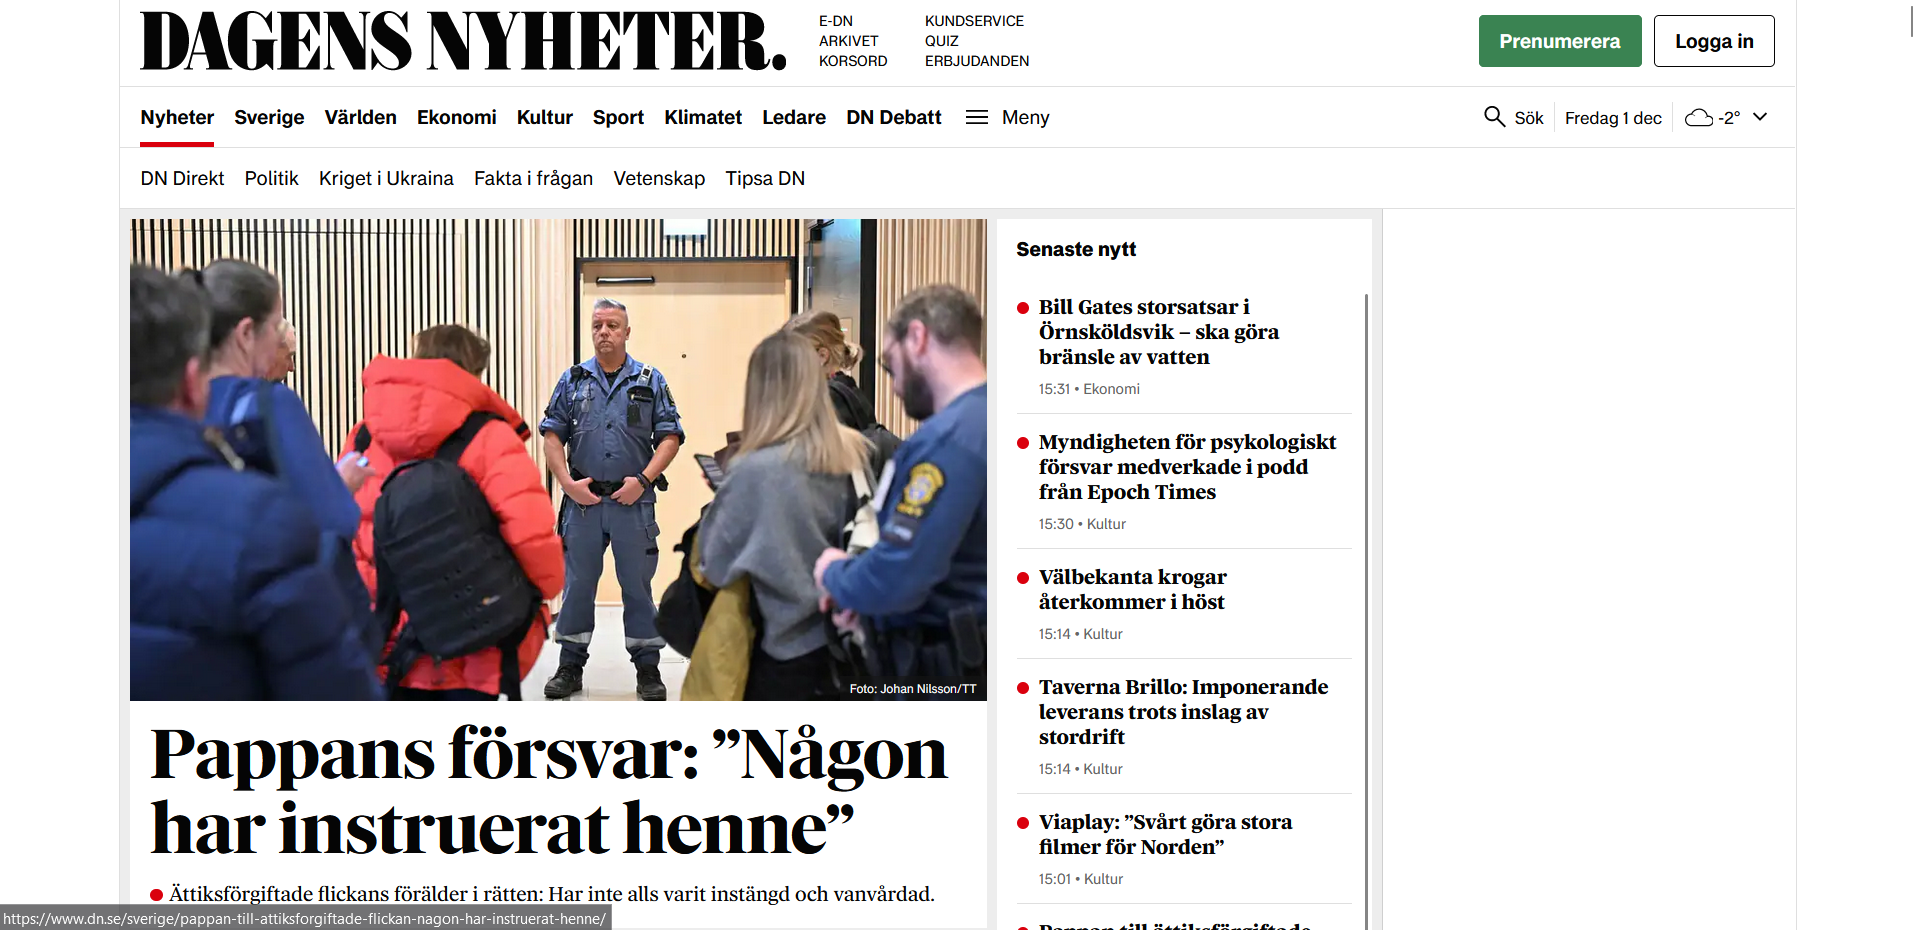 DAGENS NYHETER.
E-DN
ARKIVET
KORSORD
KUNDSERVICE
QUIZ
ERBJUDANDEN
Prenumerera
Logga in
Nyheter Sverige Världen Ekonomi Kultur Sport Klimatet Ledare DN Debatt Meny
Sök Fredag 1 dec -2°
DN Direkt Politik Kriget i Ukraina Fakta i frågan Vetenskap Tipsa DN
Foto: Johan Nilsson/TT
Pappans försvar: ”Någon
har instruerat henne”
Ättiksförgiftade flickans förälder i rätten: Har inte alls varit instängd och vanvårdad.
Senaste nytt
Bill Gates storsatsar i
Örnsköldsvik – ska göra
bränsle av vatten
15:31 • Ekonomi
Myndigheten för psykologiskt
försvar medverkade i podd
från Epoch Times
15:30 • Kultur
Välbekanta krogar
återkommer i höst
15:14 • Kultur
Taverna Brillo: Imponerande
leverans trots inslag av
stordrift
15:14 • Kultur
Viaplay: ”Svårt göra stora
filmer för Norden”
15:01 • Kultur
Pappan till ättiksförgiftade
https://www.dn.se/sverige/pappan-till-attiksforgiftade-flickan-nagon-har-instruerat-henne/